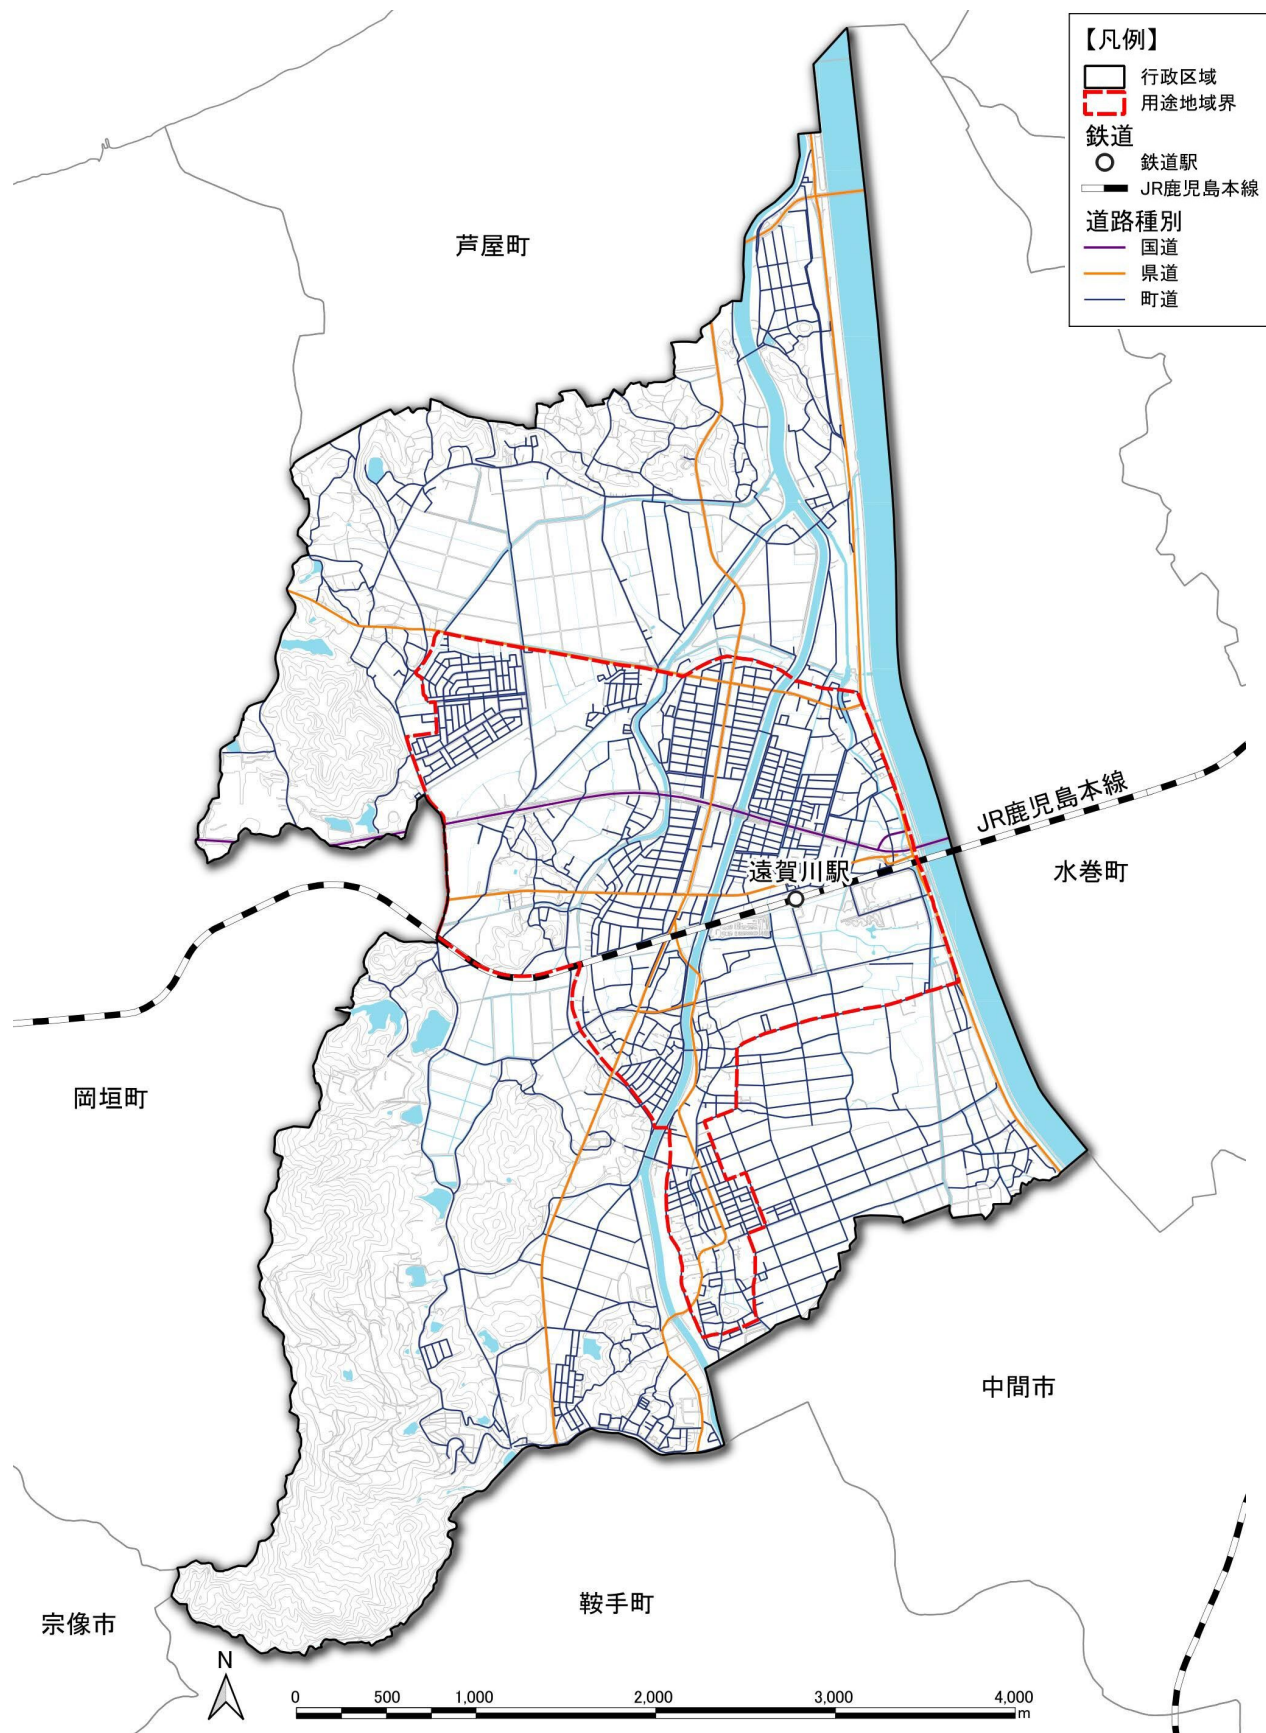 【凡例】
行政区域
用途地域界
鉄道
鉄道駅
JR鹿児島本線
道路種別
国道
県道
町道
芦屋町
JR鹿児島本線
遠賀川駅
水巻町
岡垣町
中間市
鞍手町
宗像市
N
0 500 1,000 2,000 3,000 4,000
m